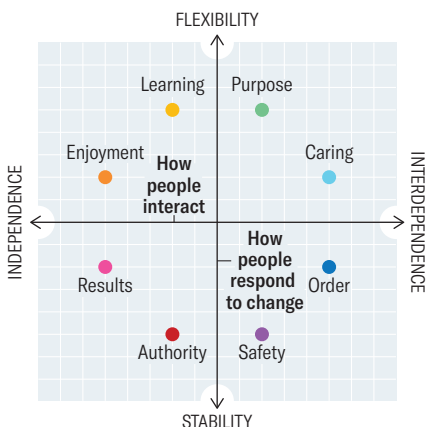 FLEXIBILITY
Learning
Purpose
Enjoyment
Caring
How
people
interact
INDEPENDENCE
INTERDEPENDENCE
How
people
respond
to change
Results
Order
Authority
Safety
STABILITY